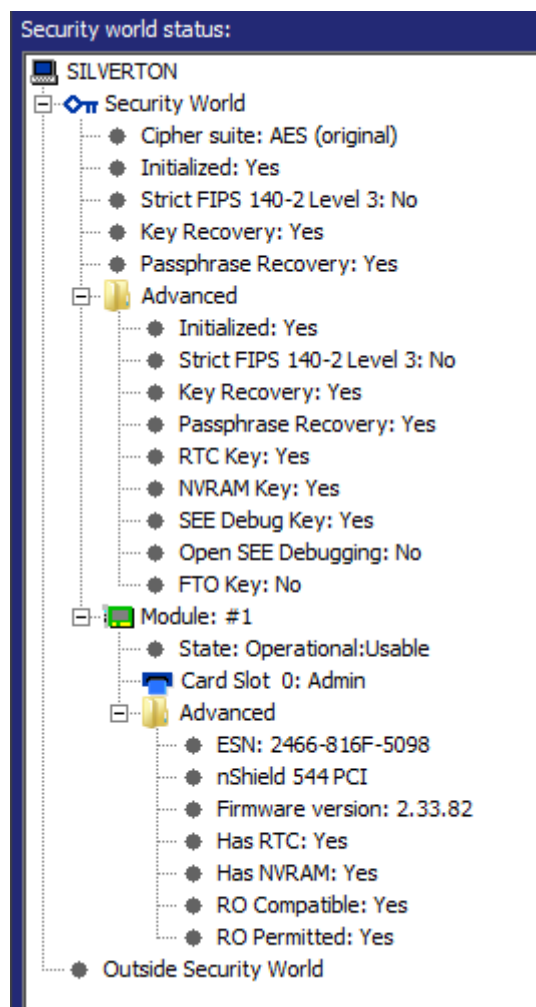 Security world status:
SILVERTON
Security World
Cipher suite: AES (original)
Initialized: Yes
Strict FIPS 140-2 Level 3: No
Key Recovery: Yes
Passphrase Recovery: Yes
Advanced
Initialized: Yes
Strict FIPS 140-2 Level 3: No
Key Recovery: Yes
Passphrase Recovery: Yes
RTC Key: Yes
NVRAM Key: Yes
SEE Debug Key: Yes
Open SEE Debugging: No
FTO Key: No
Module: #1
State: Operational:Usable
Card Slot  0: Admin
Advanced
ESN: 2466-816F-5098
nShield 544 PCI
Firmware version: 2.33.82
Has RTC: Yes
Has NVRAM: Yes
RO Compatible: Yes
RO Permitted: Yes
Outside Security World